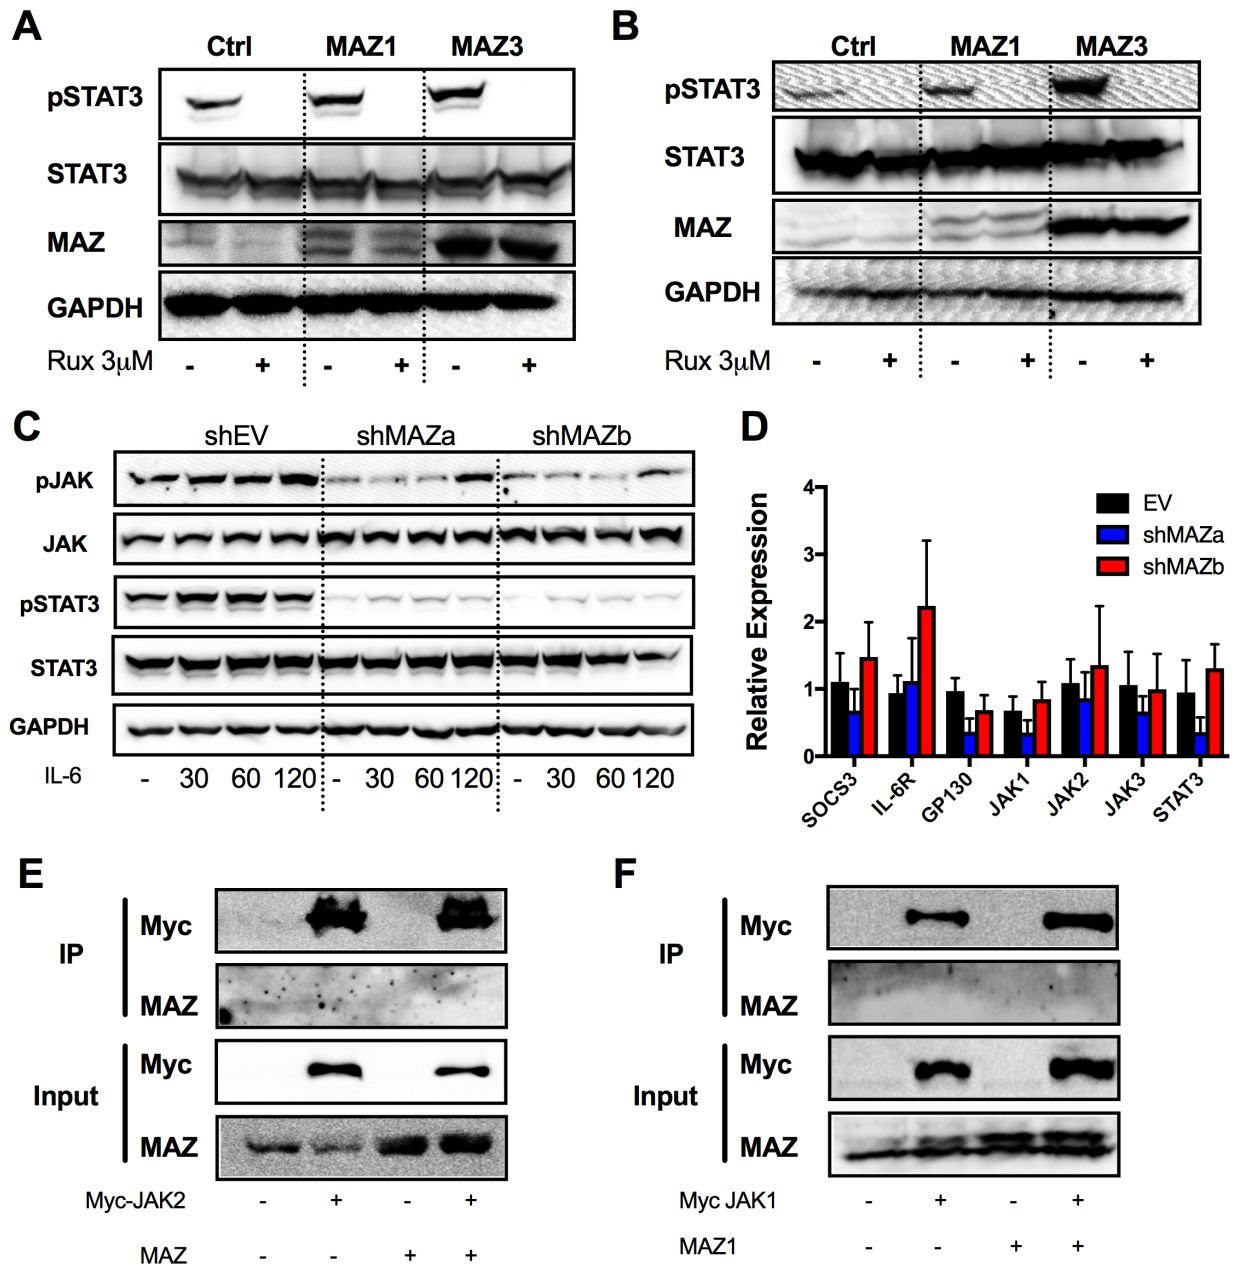 A
Ctrl MAZ1 MAZ3
pSTAT3
STAT3
MAZ
GAPDH
Rux 3μM - + - + - +
B
Ctrl MAZ1 MAZ3
pSTAT3
STAT3
MAZ
GAPDH
Rux 3μM - + - + - +
C
shEV shMAZa shMAZb
pJAK
JAK
pSTAT3
STAT3
GAPDH
IL-6 - 30 60 120 - 30 60 120 - 30 60 120
D
Relative Expression
4
3
2
1
0
EV
shMAZa
shMAZb
SOCS3 IL-6R GP130 JAK1 JAK2 JAK3 STAT3
E
IP
Myc
MAZ
Input
Myc
MAZ
Myc-JAK2 - + - +
MAZ - - + +
F
IP
Myc
MAZ
Input
Myc
MAZ
Myc JAK1 - + - +
MAZ1 - - + +